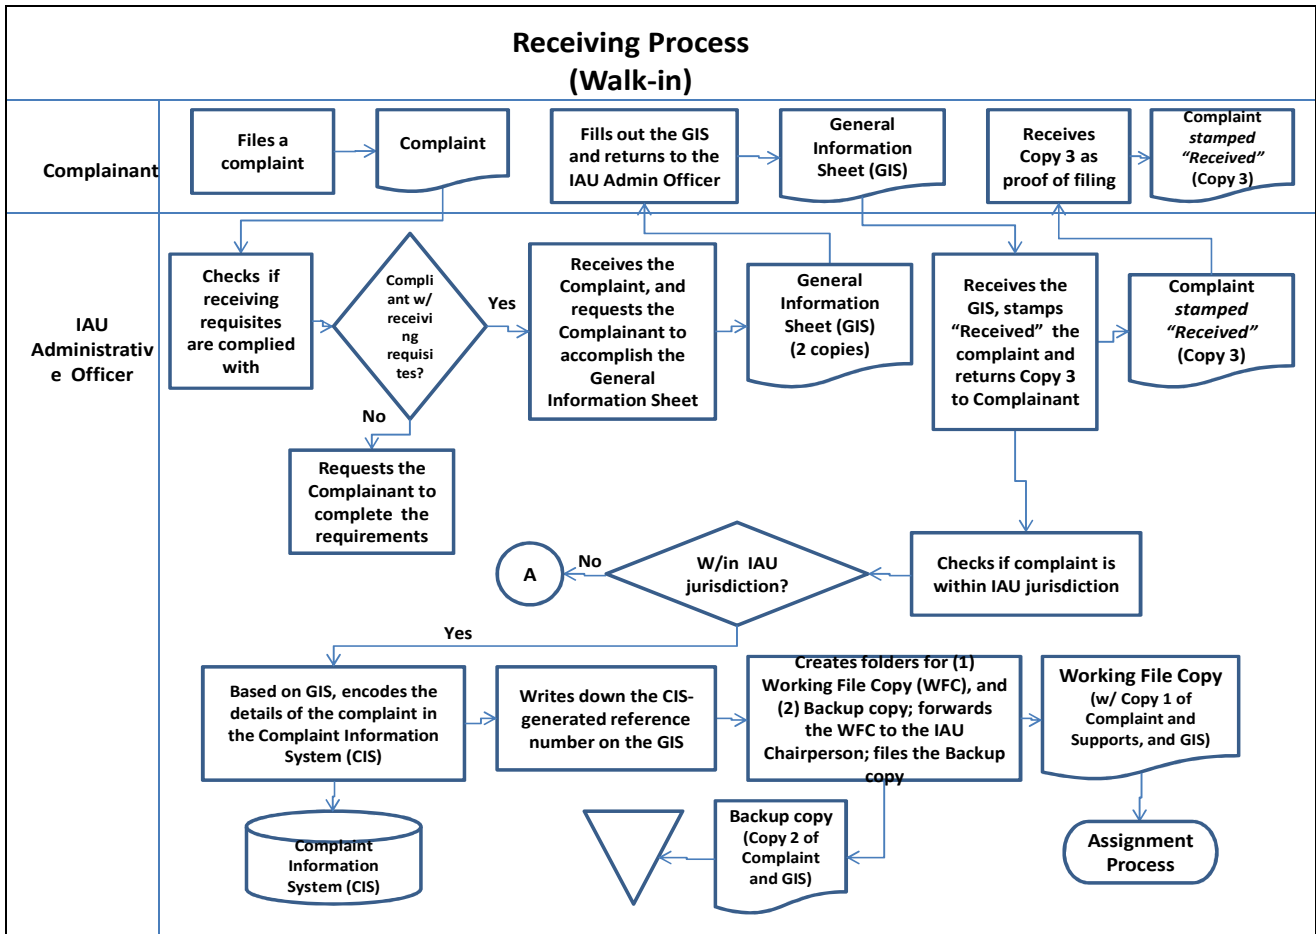 Receiving Process
(Walk-in)
Complainant
Files a
complaint
Complaint
Fills out the GIS
and returns to the
IAU Admin Officer
General
Information
Sheet (GIS)
Receives
Copy 3 as
proof of filing
Complaint
stamped
“Received”
(Copy 3)
IAU
Administrativ
e Officer
Checks if
receiving
requisites
are complied
with
Compli
ant w/
receivi
ng
requisi
tes?
Yes
No
Requests the
Complainant to
complete the
requirements
Receives the
Complaint, and
requests the
Complainant to
accomplish the
General
Information Sheet
General
Information
Sheet (GIS)
(2 copies)
Receives the
GIS, stamps
“Received” the
complaint and
returns Copy 3
to Complainant
Complaint
stamped
“Received”
(Copy 3)
Checks if complaint is
within IAU jurisdiction
W/in IAU
jurisdiction?
No
A
Yes
Based on GIS, encodes the
details of the complaint in
the Complaint Information
System (CIS)
Writes down the CIS-
generated reference
number on the GIS
Creates folders for (1)
Working File Copy (WFC), and
(2) Backup copy; forwards
the WFC to the IAU
Chairperson; files the Backup
copy
Working File Copy
(w/ Copy 1 of
Complaint and
Supports, and GIS)
Complaint
Information
System (CIS)
Backup copy
(Copy 2 of
Complaint
and GIS)
Assignment
Process